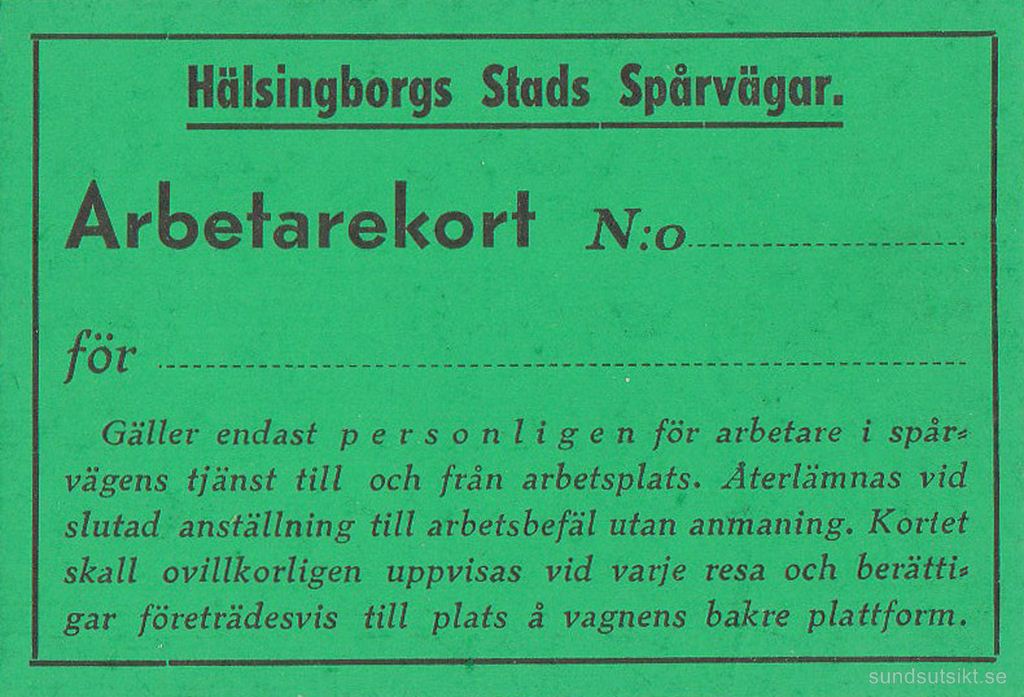 Hälsingborgs Stads Spårvägar.
Arbetarekort N:o
för
Gäller endast personligen för arbetare i spår-
vägens tjänst till och från arbetsplats. Återlämnas vid
slutad anställning till arbetsbefäl utan anmaning. Kortet
skall ovillkorligen uppvisas vid varje resa och berätti-
gar företrädesvis till plats å vagnens bakre plattform.
sundsutsikt.se